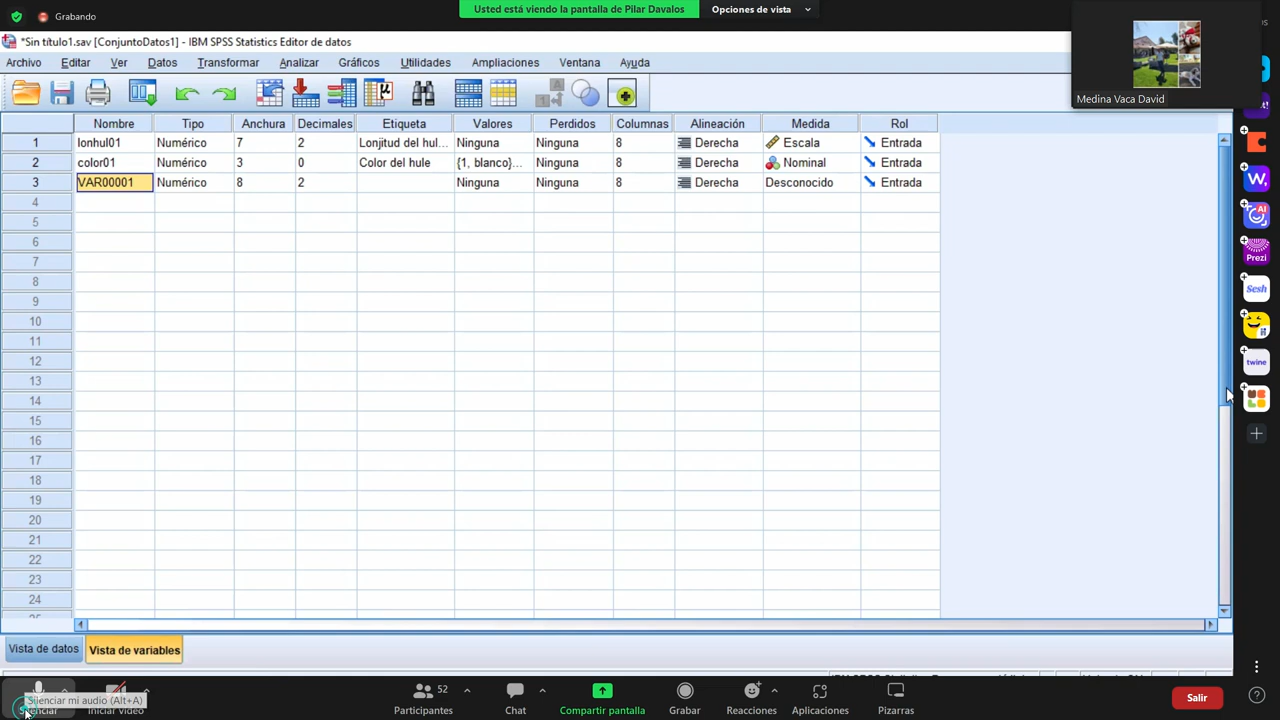 Grabando
Usted está viendo la pantalla de Pilar Davalos
Opciones de vista
*Sin título1.sav [ConjuntoDatos1] - IBM SPSS Statistics Editor de datos
Archivo Editar Ver Datos Transformar Analizar Gráficos Utilidades Ampliaciones Ventana Ayuda
Medina Vaca David
Nombre Tipo Anchura Decimales Etiqueta Valores Perdidos Columnas Alineación Medida Rol
1 lonhul01 Numérico 7 2 Lonjitud del hul... Ninguna Ninguna 8 Derecha Escala Entrada
2 color01 Numérico 3 0 Color del hule {1, blanco}... Ninguna 8 Derecha Nominal Entrada
3 VAR00001 Numérico 8 2 Ninguna Ninguna 8 Derecha Desconocido Entrada
4
5
6
7
8
9
10
11
12
13
14
15
16
17
18
19
20
21
22
23
24
W,
AI
Prezi
Sesh
twine
Vista de datos Vista de variables
Silenciar mi audio (Alt+A)
Iniciar video
52
Participantes
Chat
Compartir pantalla
Grabar
Reacciones
Aplicaciones
Pizarras
Salir